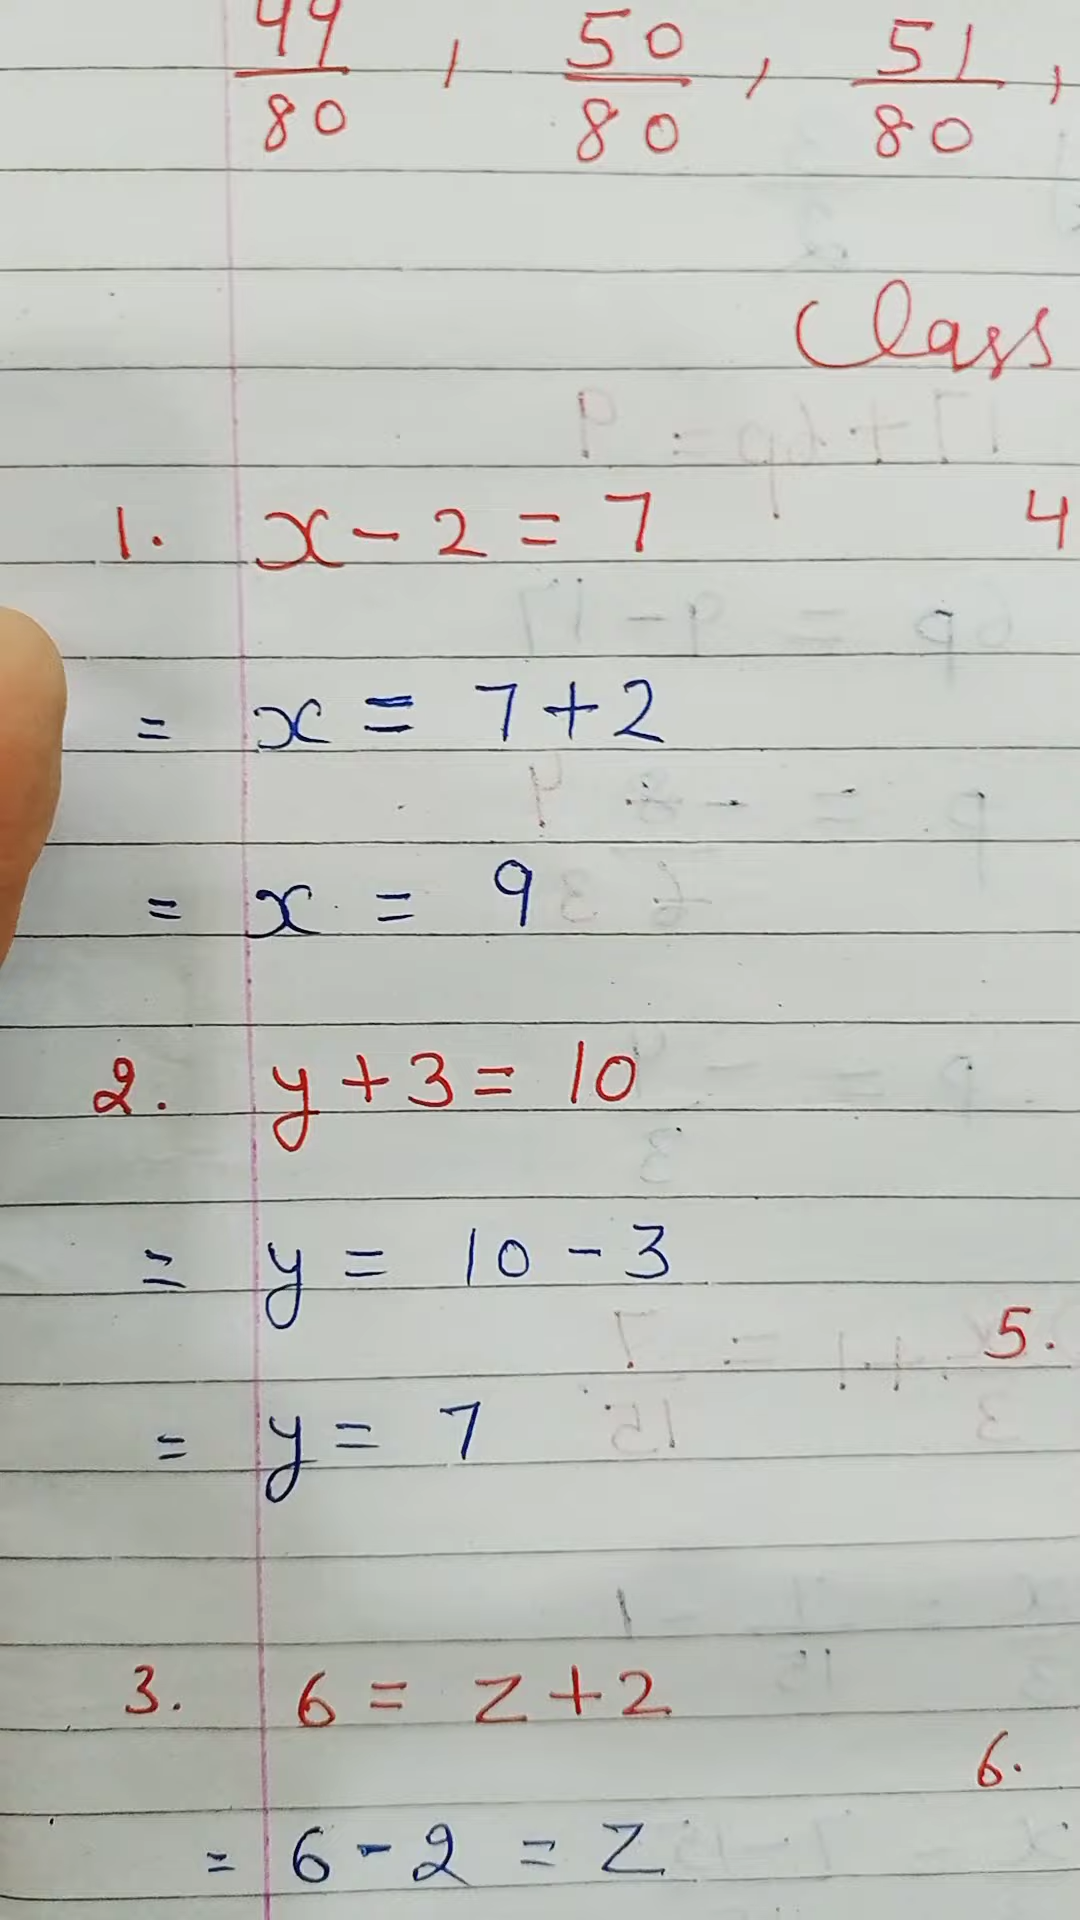 49/80 , 50/80 , 51/80 ,
Class
1. x - 2 = 7
4
= x = 7 + 2
= x = 9
2. y + 3 = 10
= y = 10 - 3
5.
= y = 7
3. 6 = z + 2
6.
= 6 - 2 = z